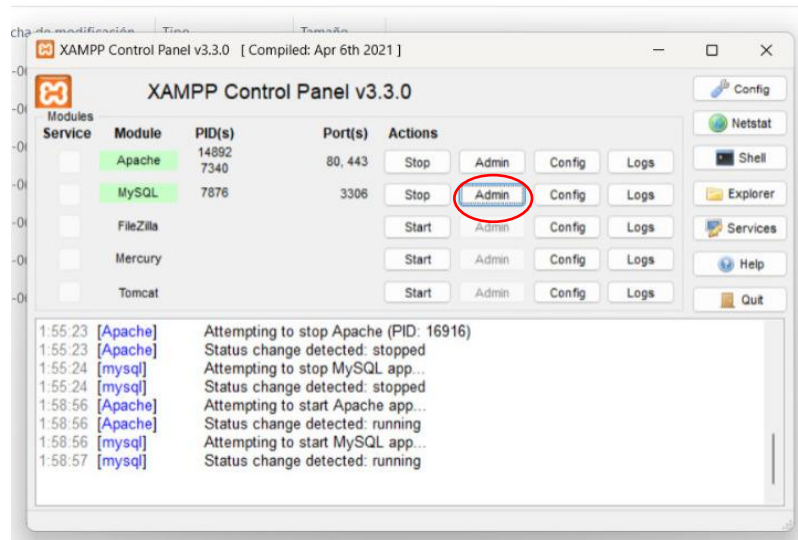 cha de modificación Tipo Tamaño
XAMPP Control Panel v3.3.0 [ Compiled: Apr 6th 2021 ]
XAMPP Control Panel v3.3.0
Config
Modules
Service Module PID(s) Port(s) Actions
Netstat
Apache 14892 7340 80, 443 Stop Admin Config Logs
Shell
MySQL 7876 3306 Stop Admin Config Logs
Explorer
FileZilla Start Admin Config Logs
Services
Mercury Start Admin Config Logs
Help
Tomcat Start Admin Config Logs
Quit
1:55:23 [Apache] Attempting to stop Apache (PID: 16916)
1:55:23 [Apache] Status change detected: stopped
1:55:24 [mysql] Attempting to stop MySQL app...
1:55:24 [mysql] Status change detected: stopped
1:58:56 [Apache] Attempting to start Apache app...
1:58:56 [Apache] Status change detected: running
1:58:56 [mysql] Attempting to start MySQL app...
1:58:57 [mysql] Status change detected: running